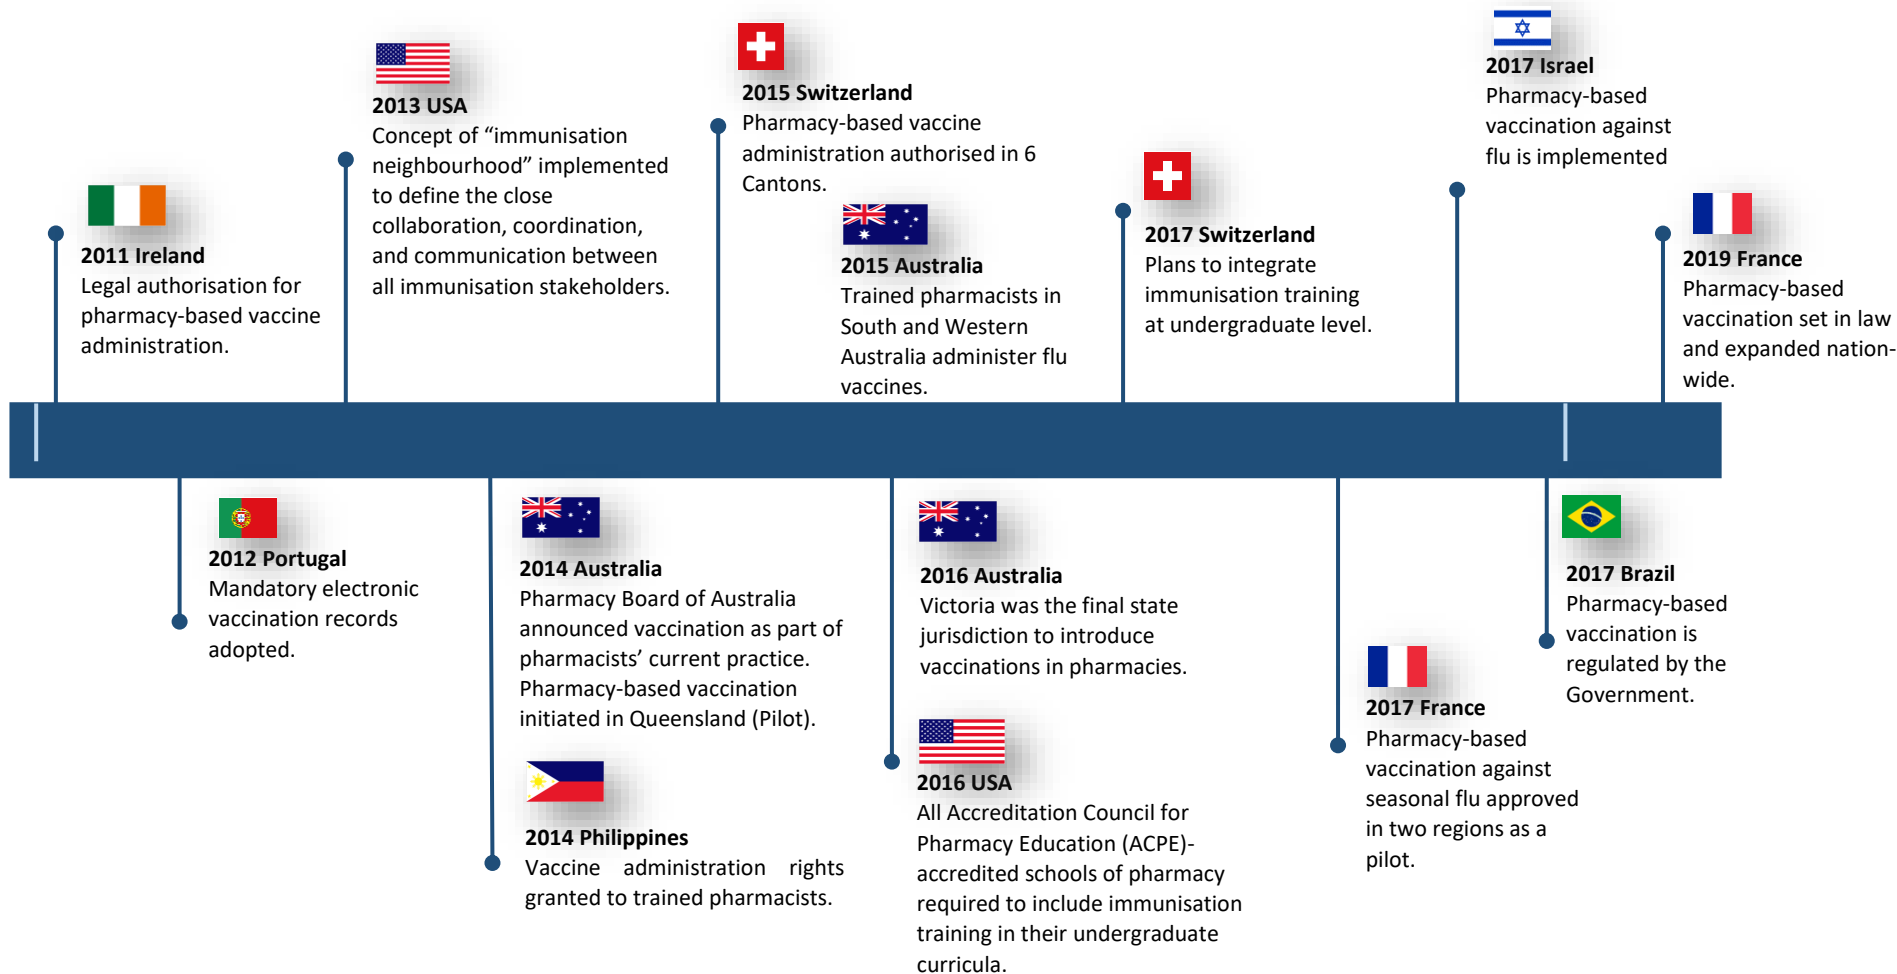 2011 Ireland
Legal authorisation for
pharmacy-based vaccine
administration.
2012 Portugal
Mandatory electronic
vaccination records
adopted.
2013 USA
Concept of “immunisation
neighbourhood” implemented
to define the close
collaboration, coordination,
and communication between
all immunisation stakeholders.
2014 Australia
Pharmacy Board of Australia
announced vaccination as part of
pharmacists’ current practice.
Pharmacy-based vaccination
initiated in Queensland (Pilot).
2014 Philippines
Vaccine administration rights
granted to trained pharmacists.
2015 Switzerland
Pharmacy-based vaccine
administration authorised in 6
Cantons.
2015 Australia
Trained pharmacists in
South and Western
Australia administer flu
vaccines.
2016 Australia
Victoria was the final state
jurisdiction to introduce
vaccinations in pharmacies.
2016 USA
All Accreditation Council for
Pharmacy Education (ACPE)-
accredited schools of pharmacy
required to include immunisation
training in their undergraduate
curricula.
2017 Switzerland
Plans to integrate
immunisation training
at undergraduate level.
2017 France
Pharmacy-based
vaccination against
seasonal flu approved
in two regions as a
pilot.
2017 Israel
Pharmacy-based
vaccination against
flu is implemented
2017 Brazil
Pharmacy-based
vaccination is
regulated by the
Government.
2019 France
Pharmacy-based
vaccination set in law
and expanded nation-
wide.